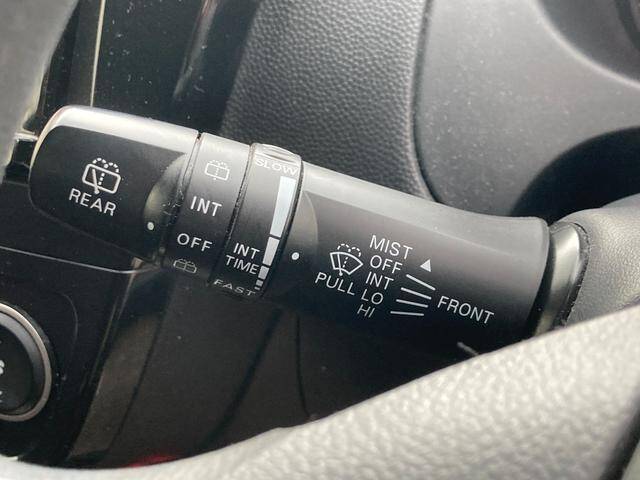 REAR
INT
OFF
SLOW
INT
TIME
FAST
PULL
MIST
OFF
INT
LO
HI
FRONT